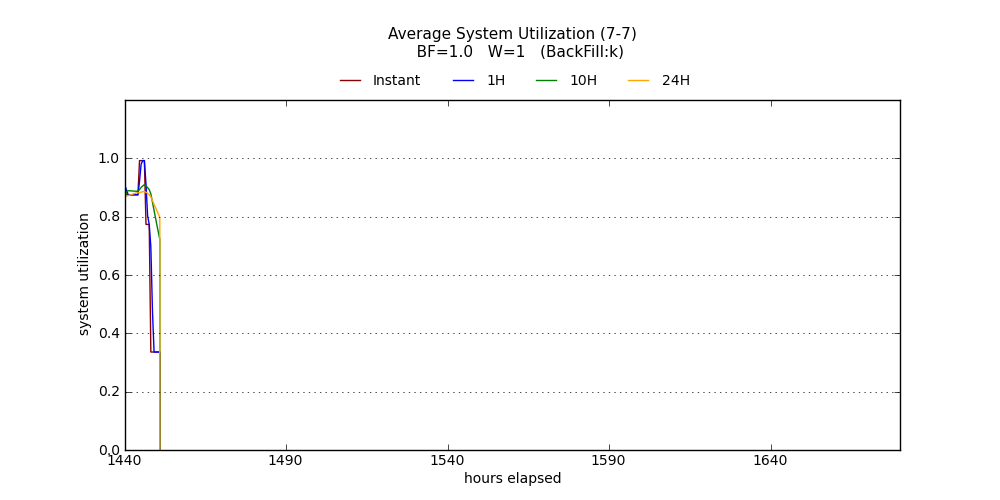 Average System Utilization (7-7)
BF=1.0 W=1 (BackFill:k)
Instant 1H 10H 24H
1.0
0.8
0.6
0.4
0.2
0.0
system utilization
1440 1490 1540 1590 1640
hours elapsed